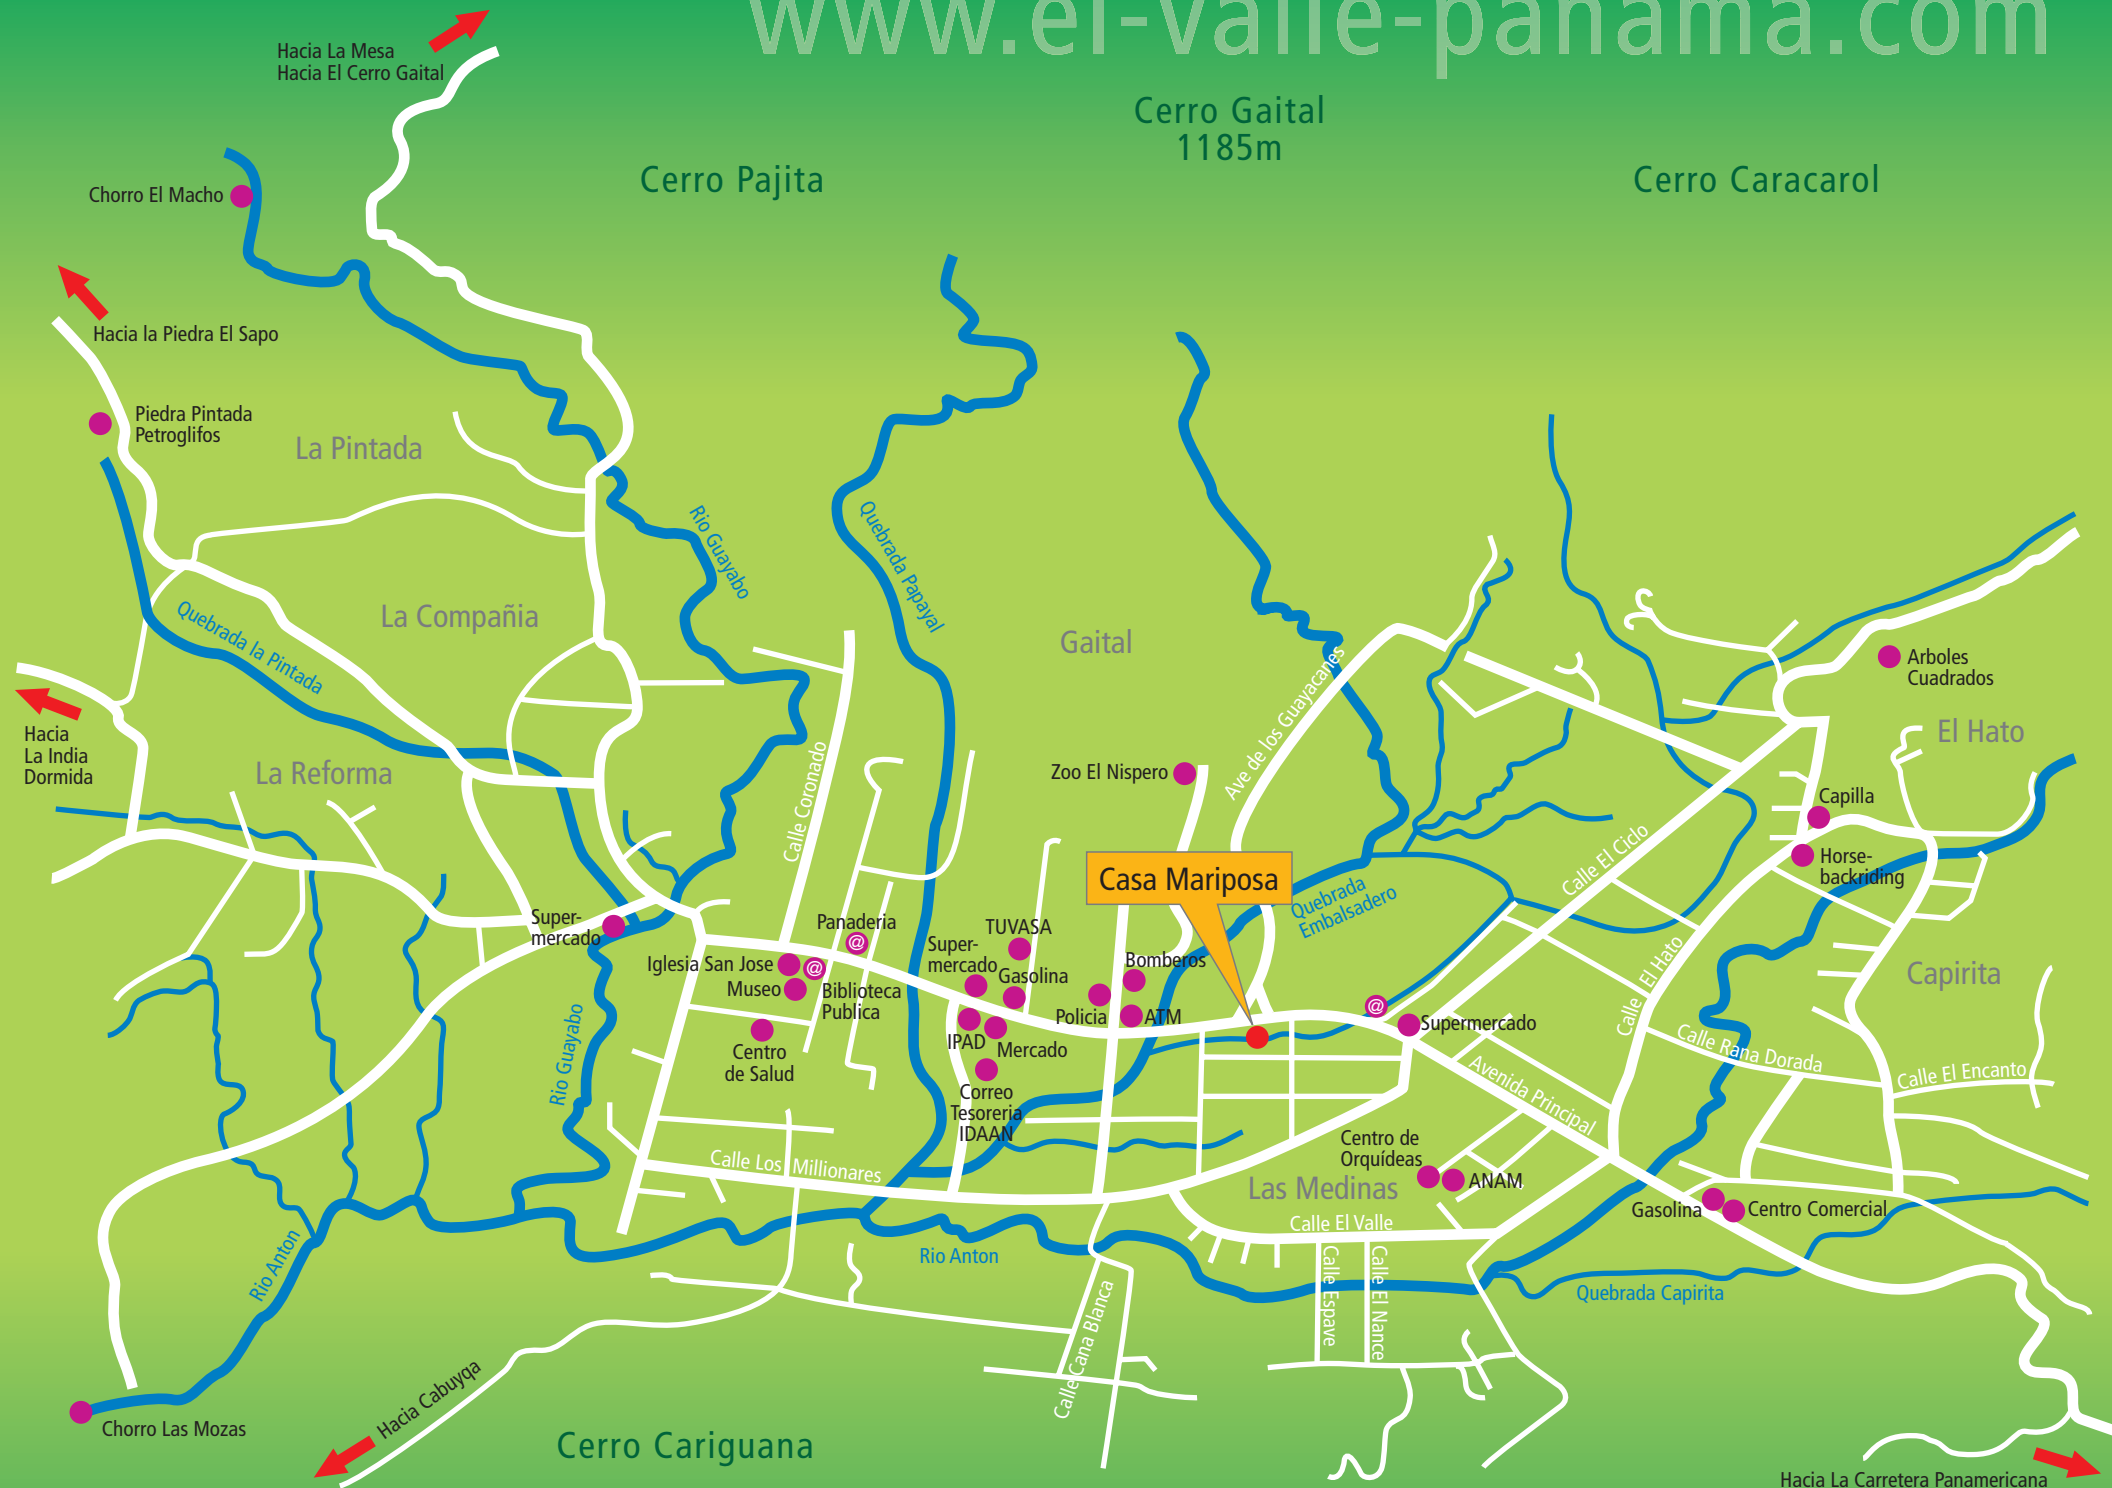 www.el-valle-panama.com
Hacia La Mesa
Hacia El Cerro Gaital
Cerro Gaital
1185m
Cerro Pajita
Cerro Caracarol
Chorro El Macho
Hacia la Piedra El Sapo
Piedra Pintada
Petroglifos
La Pintada
Rio Guayabo
Quebrada Papayal
Quebrada la Pintada
La Compañia
Gaital
Ave de los Guayacanes
Arboles
Cuadrados
El Hato
Hacia
La India
Dormida
La Reforma
Calle Coronado
Zoo El Nispero
Capilla
Calle El Ciclo
Horse-
backriding
Casa Mariposa
Quebrada
Embalsadero
Super-
mercado
Panaderia
@
TUVASA
Super-
mercado
Gasolina
Bomberos
Iglesia San Jose
@
Museo
Biblioteca
Publica
Policia
ATM
@
Supermercado
Calle El Hato
Capirita
IPAD
Mercado
Centro
de Salud
Correo
Tesoreria
IDAAN
Rio Guayabo
Calle Rana Dorada
Calle El Encanto
Avenida Principal
Centro de
Orquídeas
ANAM
Calle Los Millionares
Las Medinas
Calle El Valle
Gasolina
Centro Comercial
Rio Anton
Rio Anton
Calle Espave
Calle El Nance
Quebrada Capirita
Calle Cana Blanca
Hacia Cabuyqa
Chorro Las Mozas
Cerro Cariguana
Hacia La Carretera Panamericana